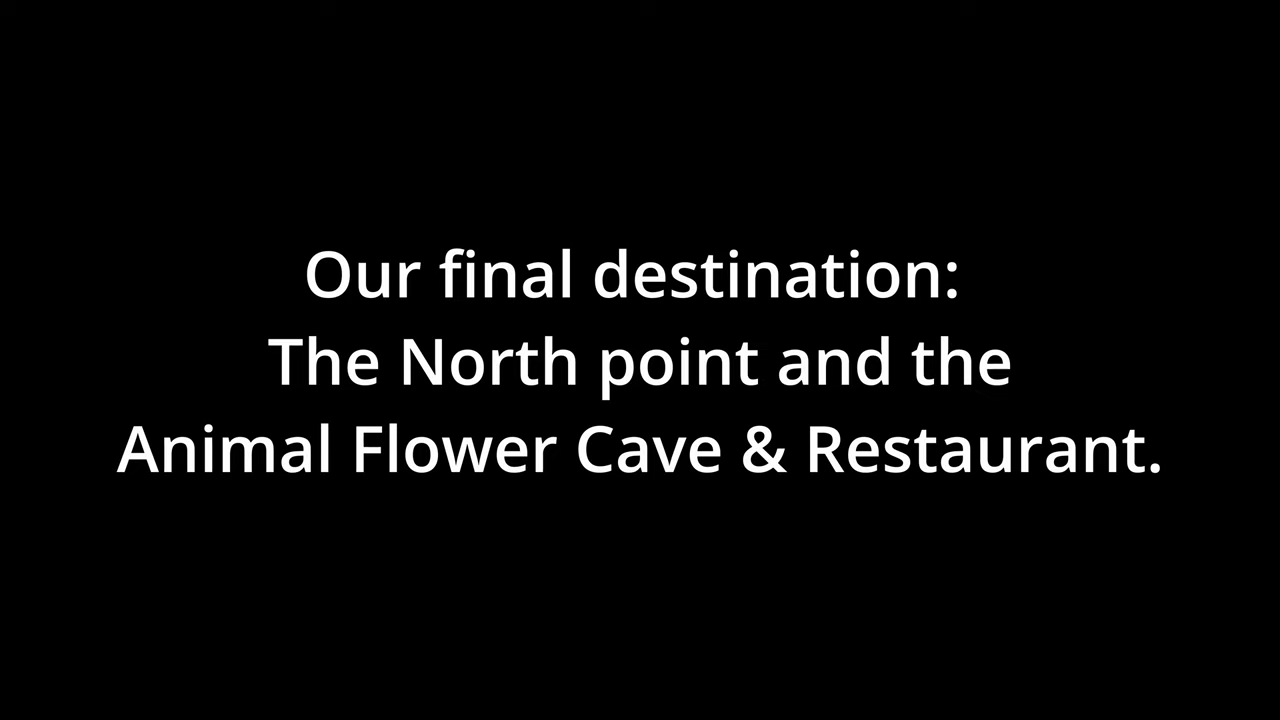 Our final destination:
The North point and the
Animal Flower Cave & Restaurant.